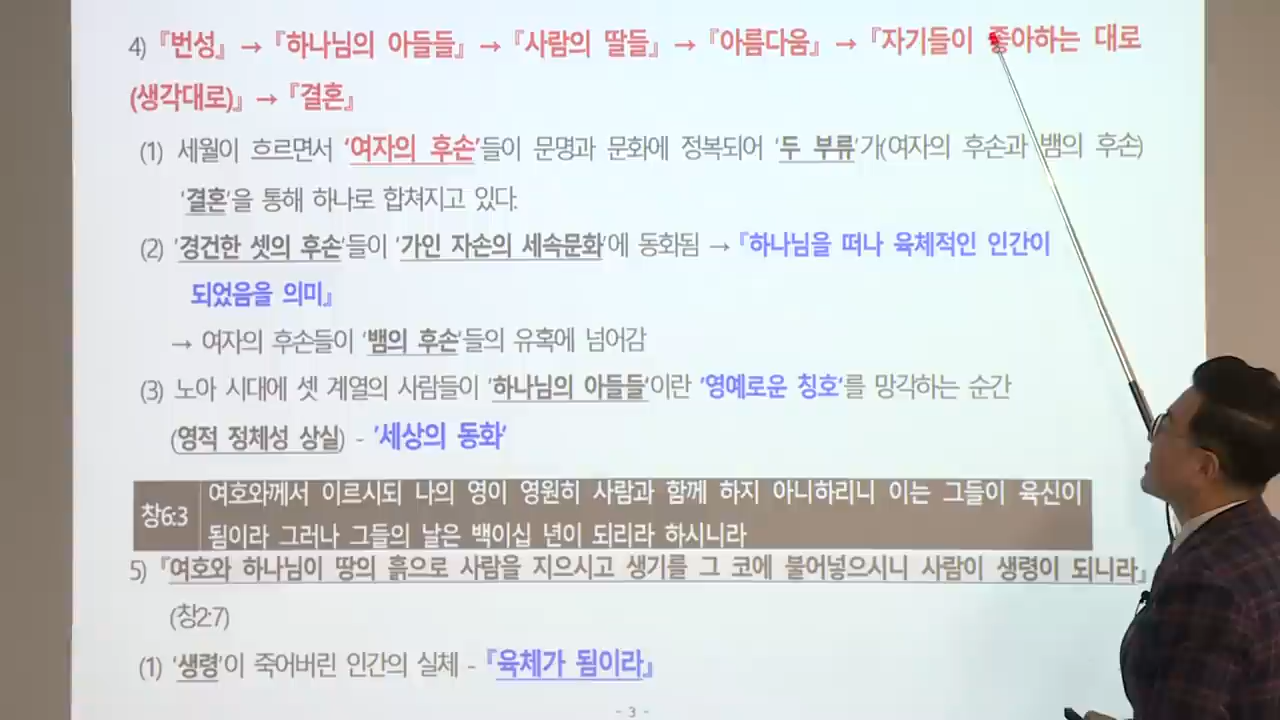 4) 『번성』 → 『하나님의 아들들』 → 『사람의 딸들』 → 『아름다움』 → 『자기들이 좋아하는 대로
(생각대로)』 → 『결혼』
(1) 세월이 흐르면서 '여자의 후손'들이 문명과 문화에 정복되어 '두 부류'가(여자의 후손과 뱀의 후손)
'결혼'을 통해 하나로 합쳐지고 있다.
(2) '경건한 셋의 후손'들이 '가인 자손의 세속문화'에 동화됨 → 『하나님을 떠나 육체적인 인간이
되었음을 의미』
→ 여자의 후손들이 '뱀의 후손'들의 유혹에 넘어감
(3) 노아 시대에 셋 계열의 사람들이 '하나님의 아들들'이란 '영예로운 칭호'를 망각하는 순간
(영적 정체성 상실) - '세상의 동화'
창6:3
여호와께서 이르시되 나의 영이 영원히 사람과 함께 하지 아니하리니 이는 그들이 육신이
됨이라 그러나 그들의 날은 백이십 년이 되리라 하시니라
5) 『여호와 하나님이 땅의 흙으로 사람을 지으시고 생기를 그 코에 불어넣으시니 사람이 생령이 되니라』
(창2:7)
(1) '생령'이 죽어버린 인간의 실체 - 『육체가 됨이라』
- 3 -